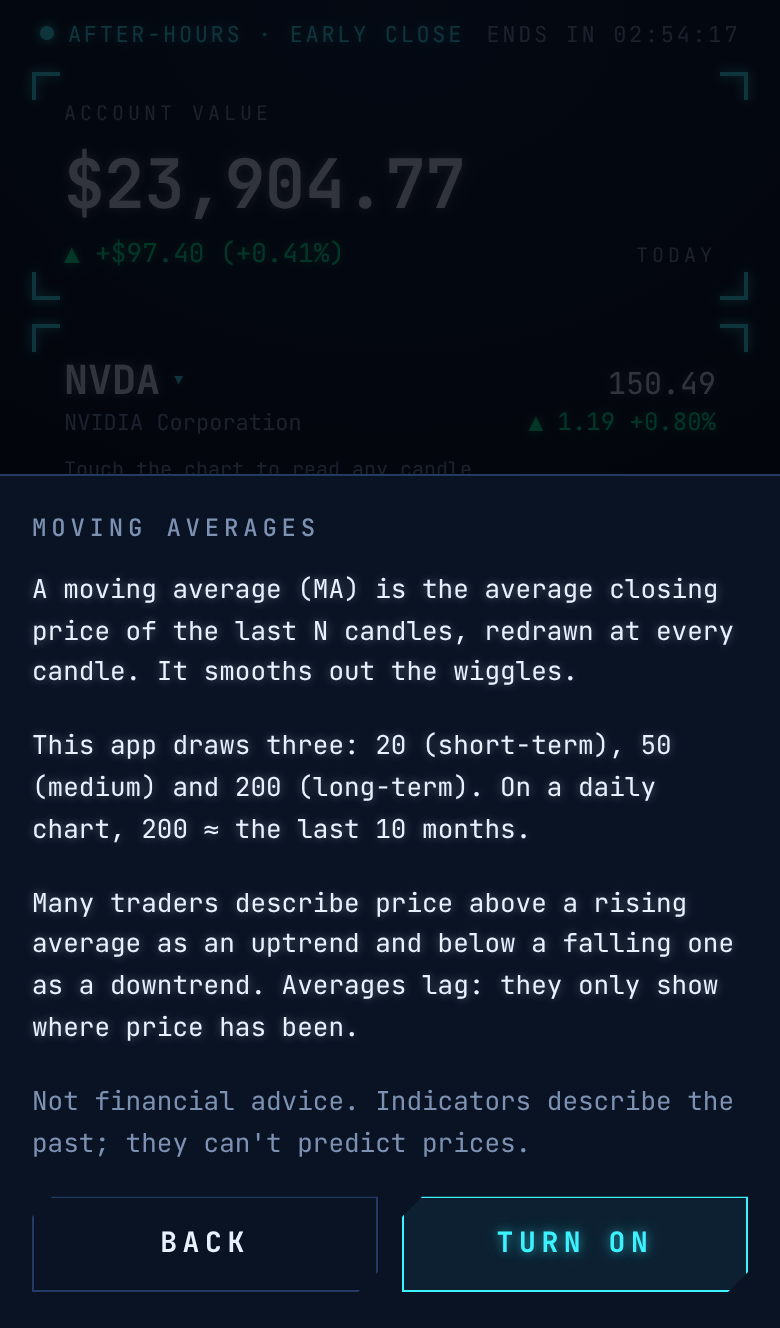 AFTER-HOURS · EARLY CLOSE ENDS IN 02:54:17
ACCOUNT VALUE
$23,904.77
▲ +$97.40 (+0.41%) TODAY
NVDA ▼ 150.49
NVIDIA Corporation ▲ 1.19 +0.80%
Touch the chart to read any candle
MOVING AVERAGES
A moving average (MA) is the average closing
price of the last N candles, redrawn at every
candle. It smooths out the wiggles.
This app draws three: 20 (short-term), 50
(medium) and 200 (long-term). On a daily
chart, 200 ≈ the last 10 months.
Many traders describe price above a rising
average as an uptrend and below a falling one
as a downtrend. Averages lag: they only show
where price has been.
Not financial advice. Indicators describe the
past; they can't predict prices.
BACK TURN ON